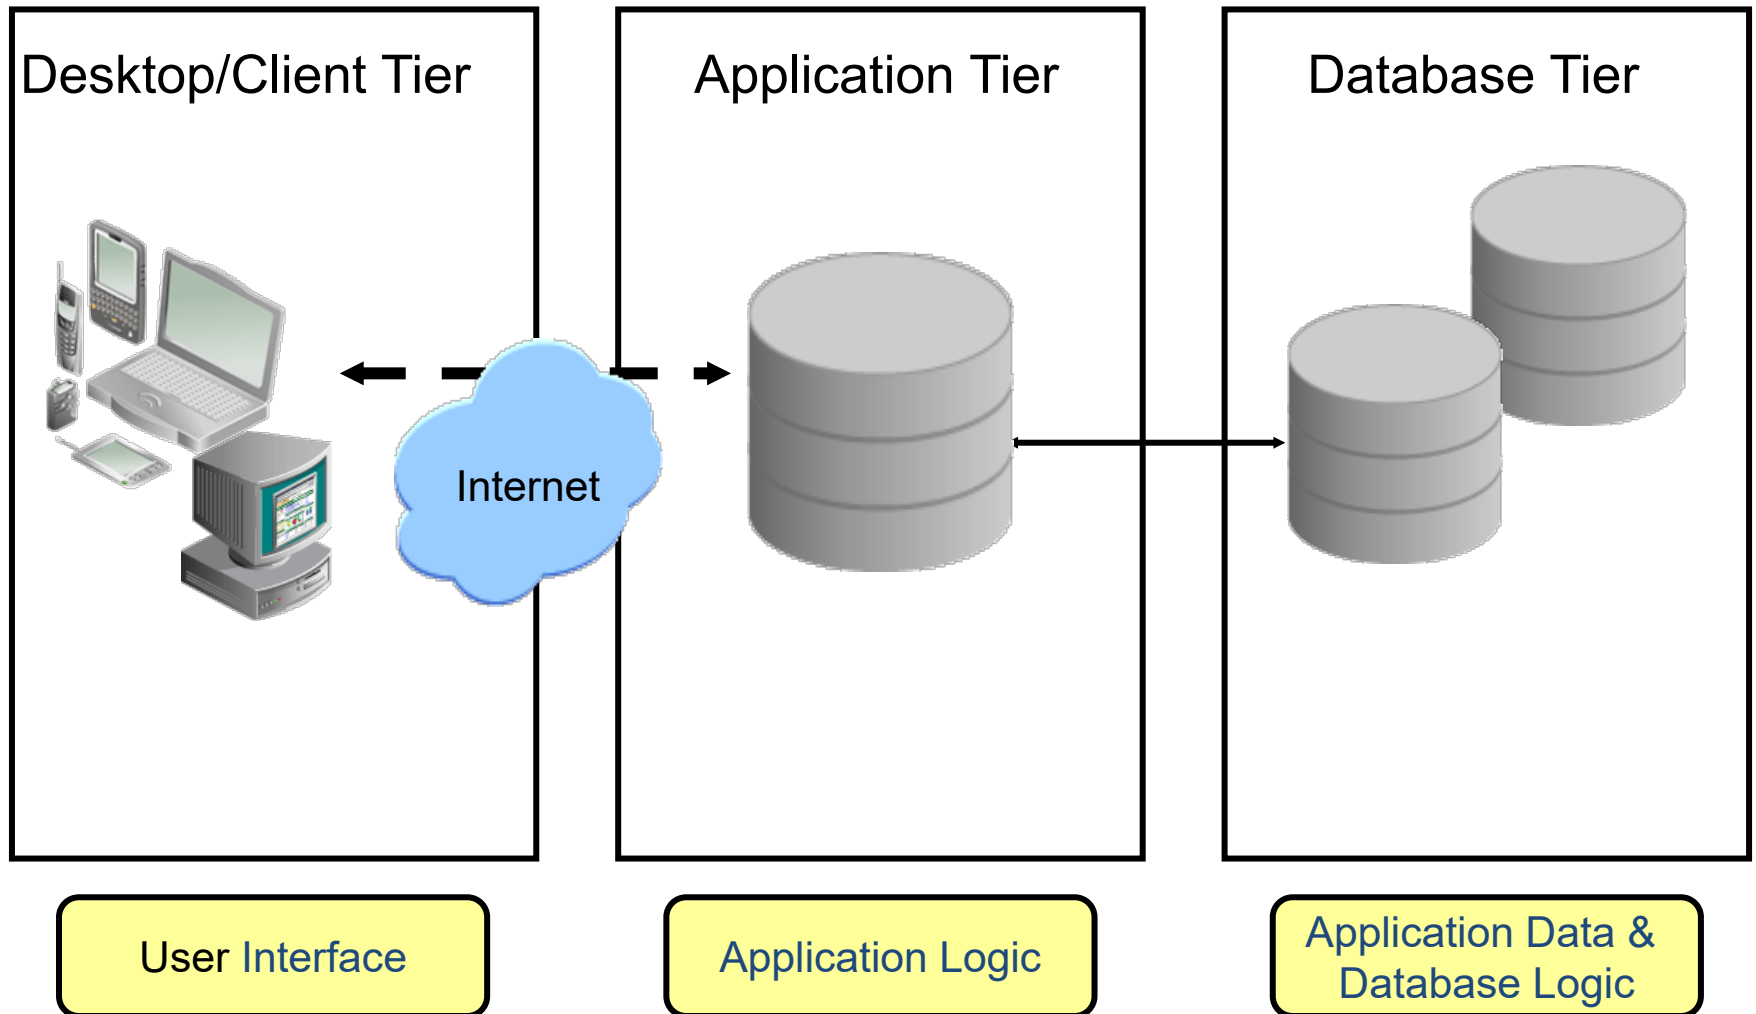 Desktop/Client Tier
Application Tier
Database Tier
Internet
User Interface
Application Logic
Application Data &
Database Logic